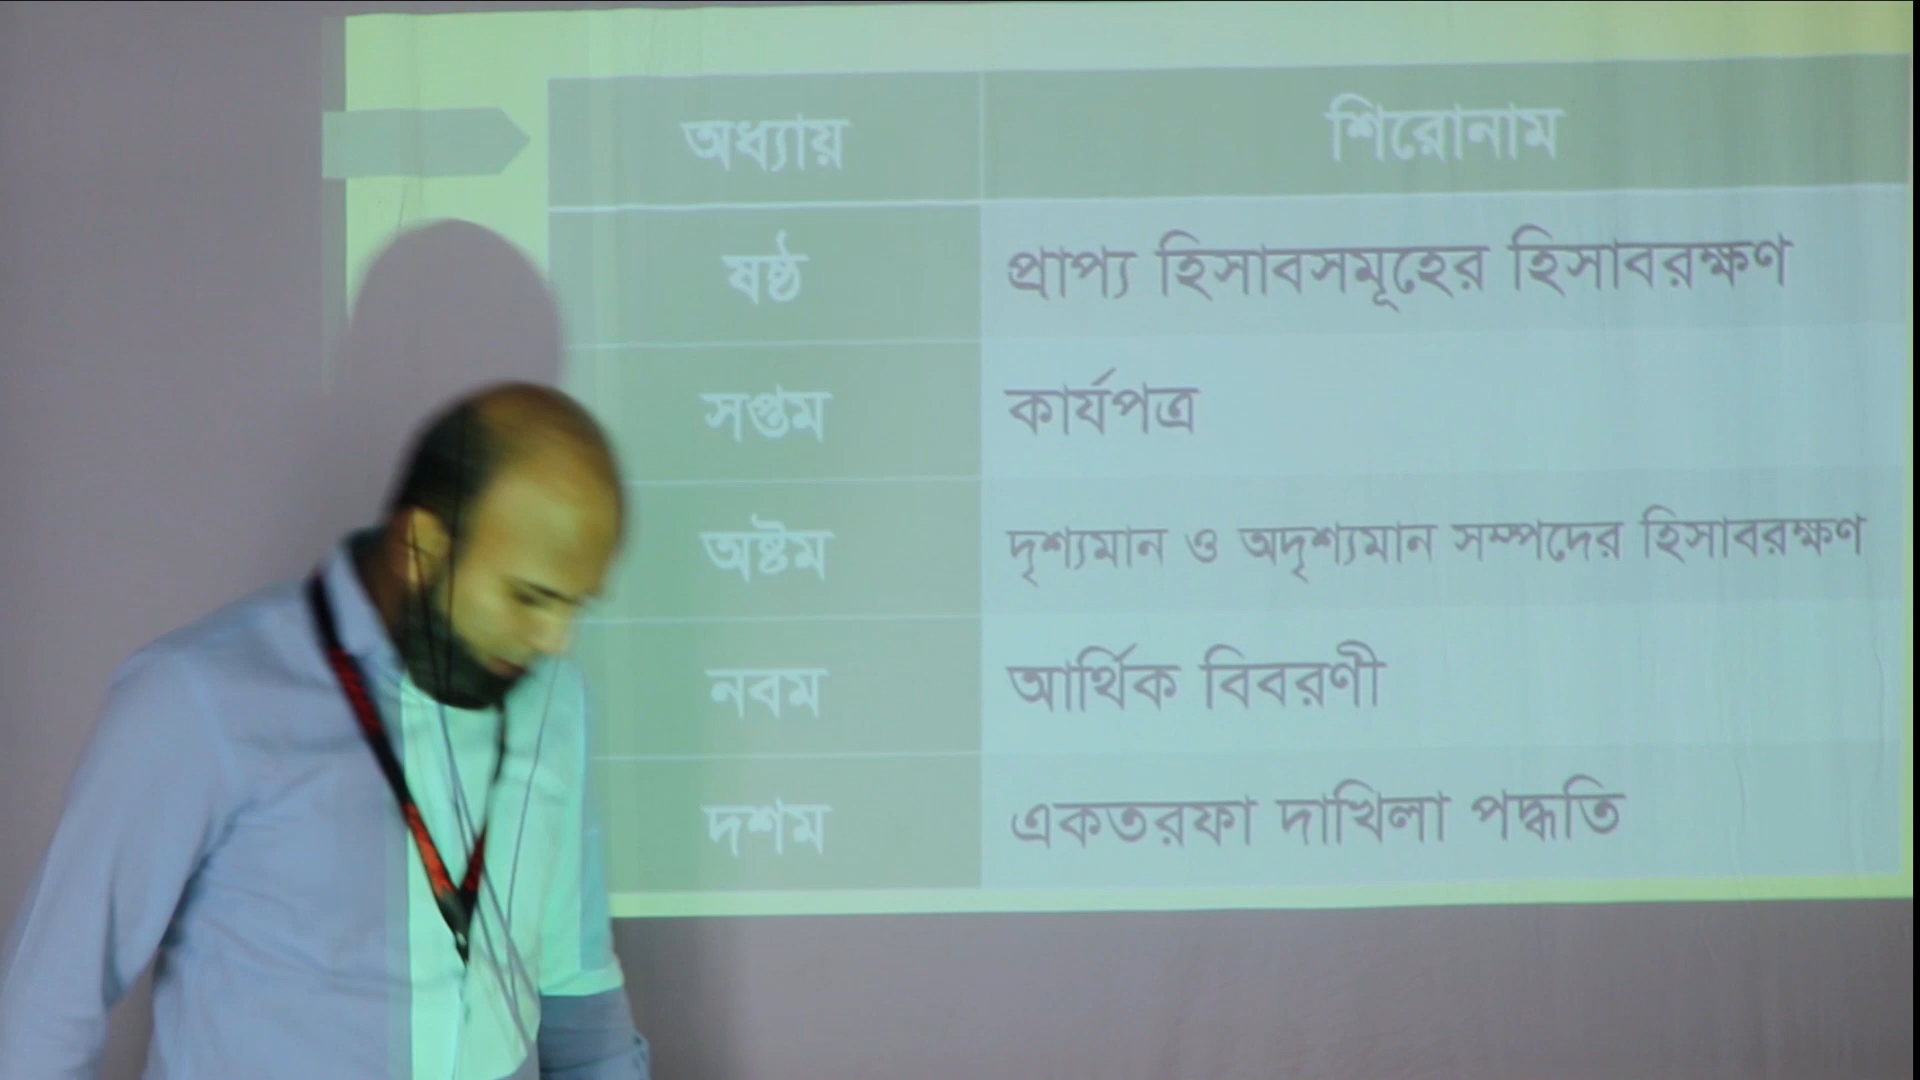 অধ্যায় শিরোনাম
ষষ্ঠ প্রাপ্য হিসাবসমূহের হিসাবরক্ষণ
সপ্তম কার্যপত্র
অষ্টম দৃশ্যমান ও অদৃশ্যমান সম্পদের হিসাবরক্ষণ
নবম আর্থিক বিবরণী
দশম একতরফা দাখিলা পদ্ধতি